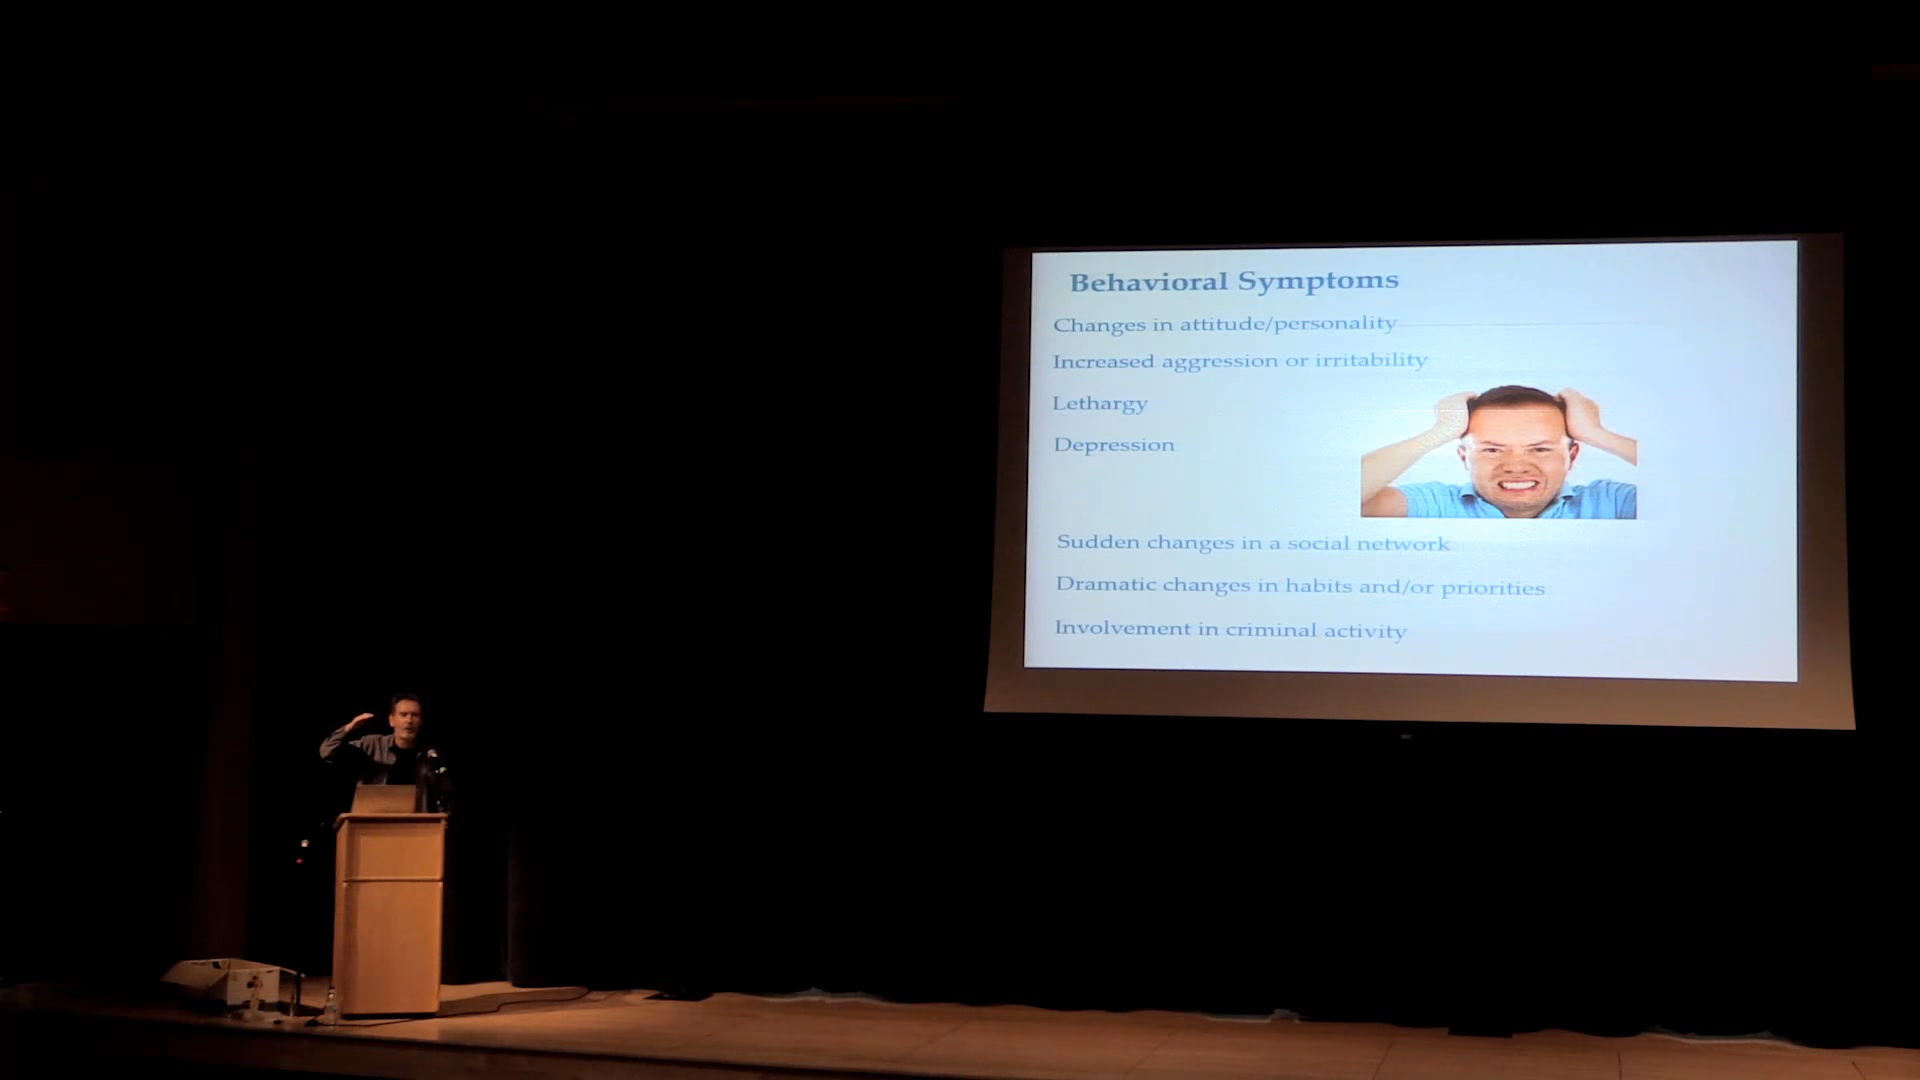 Behavioral Symptoms
Changes in attitude/personality
Increased aggression or irritability
Lethargy
Depression
Sudden changes in a social network
Dramatic changes in habits and/or priorities
Involvement in criminal activity